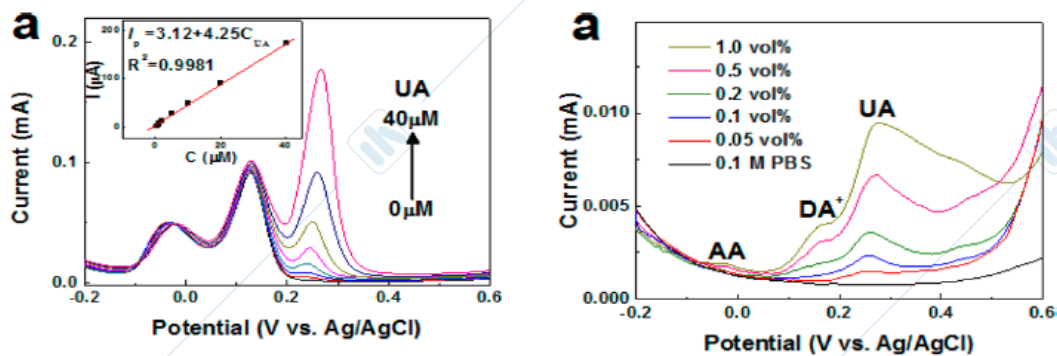 a
I_p=3.12+4.25C_UA
R²=0.9981
I (μA)
200
100
0
0 20 40
C (μM)
UA
40μM
0μM
Current (mA)
0.2
0.1
0.0
-0.2 0.0 0.2 0.4 0.6
Potential (V vs. Ag/AgCl)
a
1.0 vol%
0.5 vol%
0.2 vol%
0.1 vol%
0.05 vol%
0.1 M PBS
UA
DA⁺
AA
Current (mA)
0.010
0.005
0.000
-0.2 0.0 0.2 0.4 0.6
Potential (V vs. Ag/AgCl)